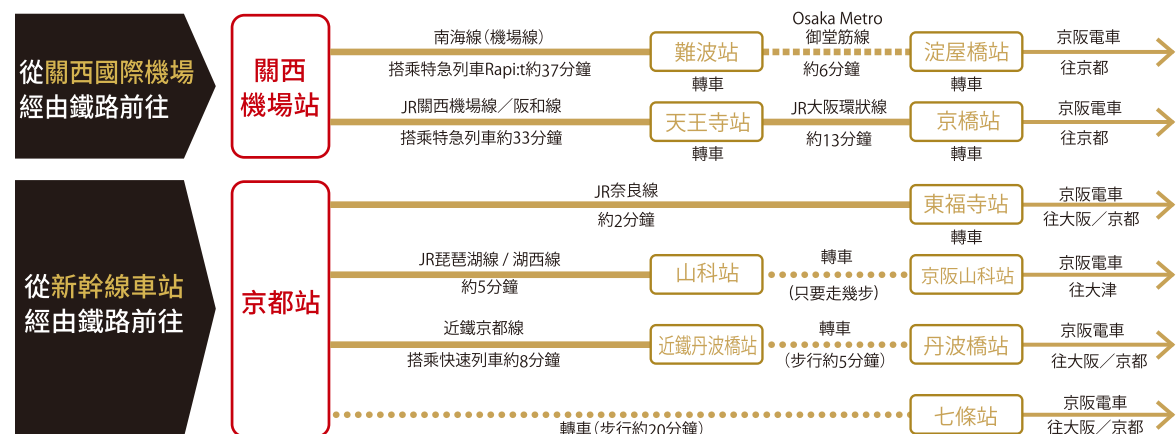 從關西國際機場
經由鐵路前往
關西
機場站
南海線（機場線）
搭乘特急列車Rapi:t約37分鐘
難波站
轉車
Osaka Metro
御堂筋線
約6分鐘
淀屋橋站
轉車
京阪電車
往京都
JR關西機場線／阪和線
搭乘特急列車約33分鐘
天王寺站
轉車
JR大阪環狀線
約13分鐘
京橋站
轉車
京阪電車
往京都
從新幹線車站
經由鐵路前往
京都站
JR奈良線
約2分鐘
東福寺站
轉車
京阪電車
往大阪／京都
JR琵琶湖線 / 湖西線
約5分鐘
山科站
轉車
（只要走幾步）
京阪山科站
京阪電車
往大津
近鐵京都線
搭乘快速列車約8分鐘
近鐵丹波橋站
轉車
（步行約5分鐘）
丹波橋站
京阪電車
往大阪／京都
轉車（步行約20分鐘）
七條站
京阪電車
往大阪／京都